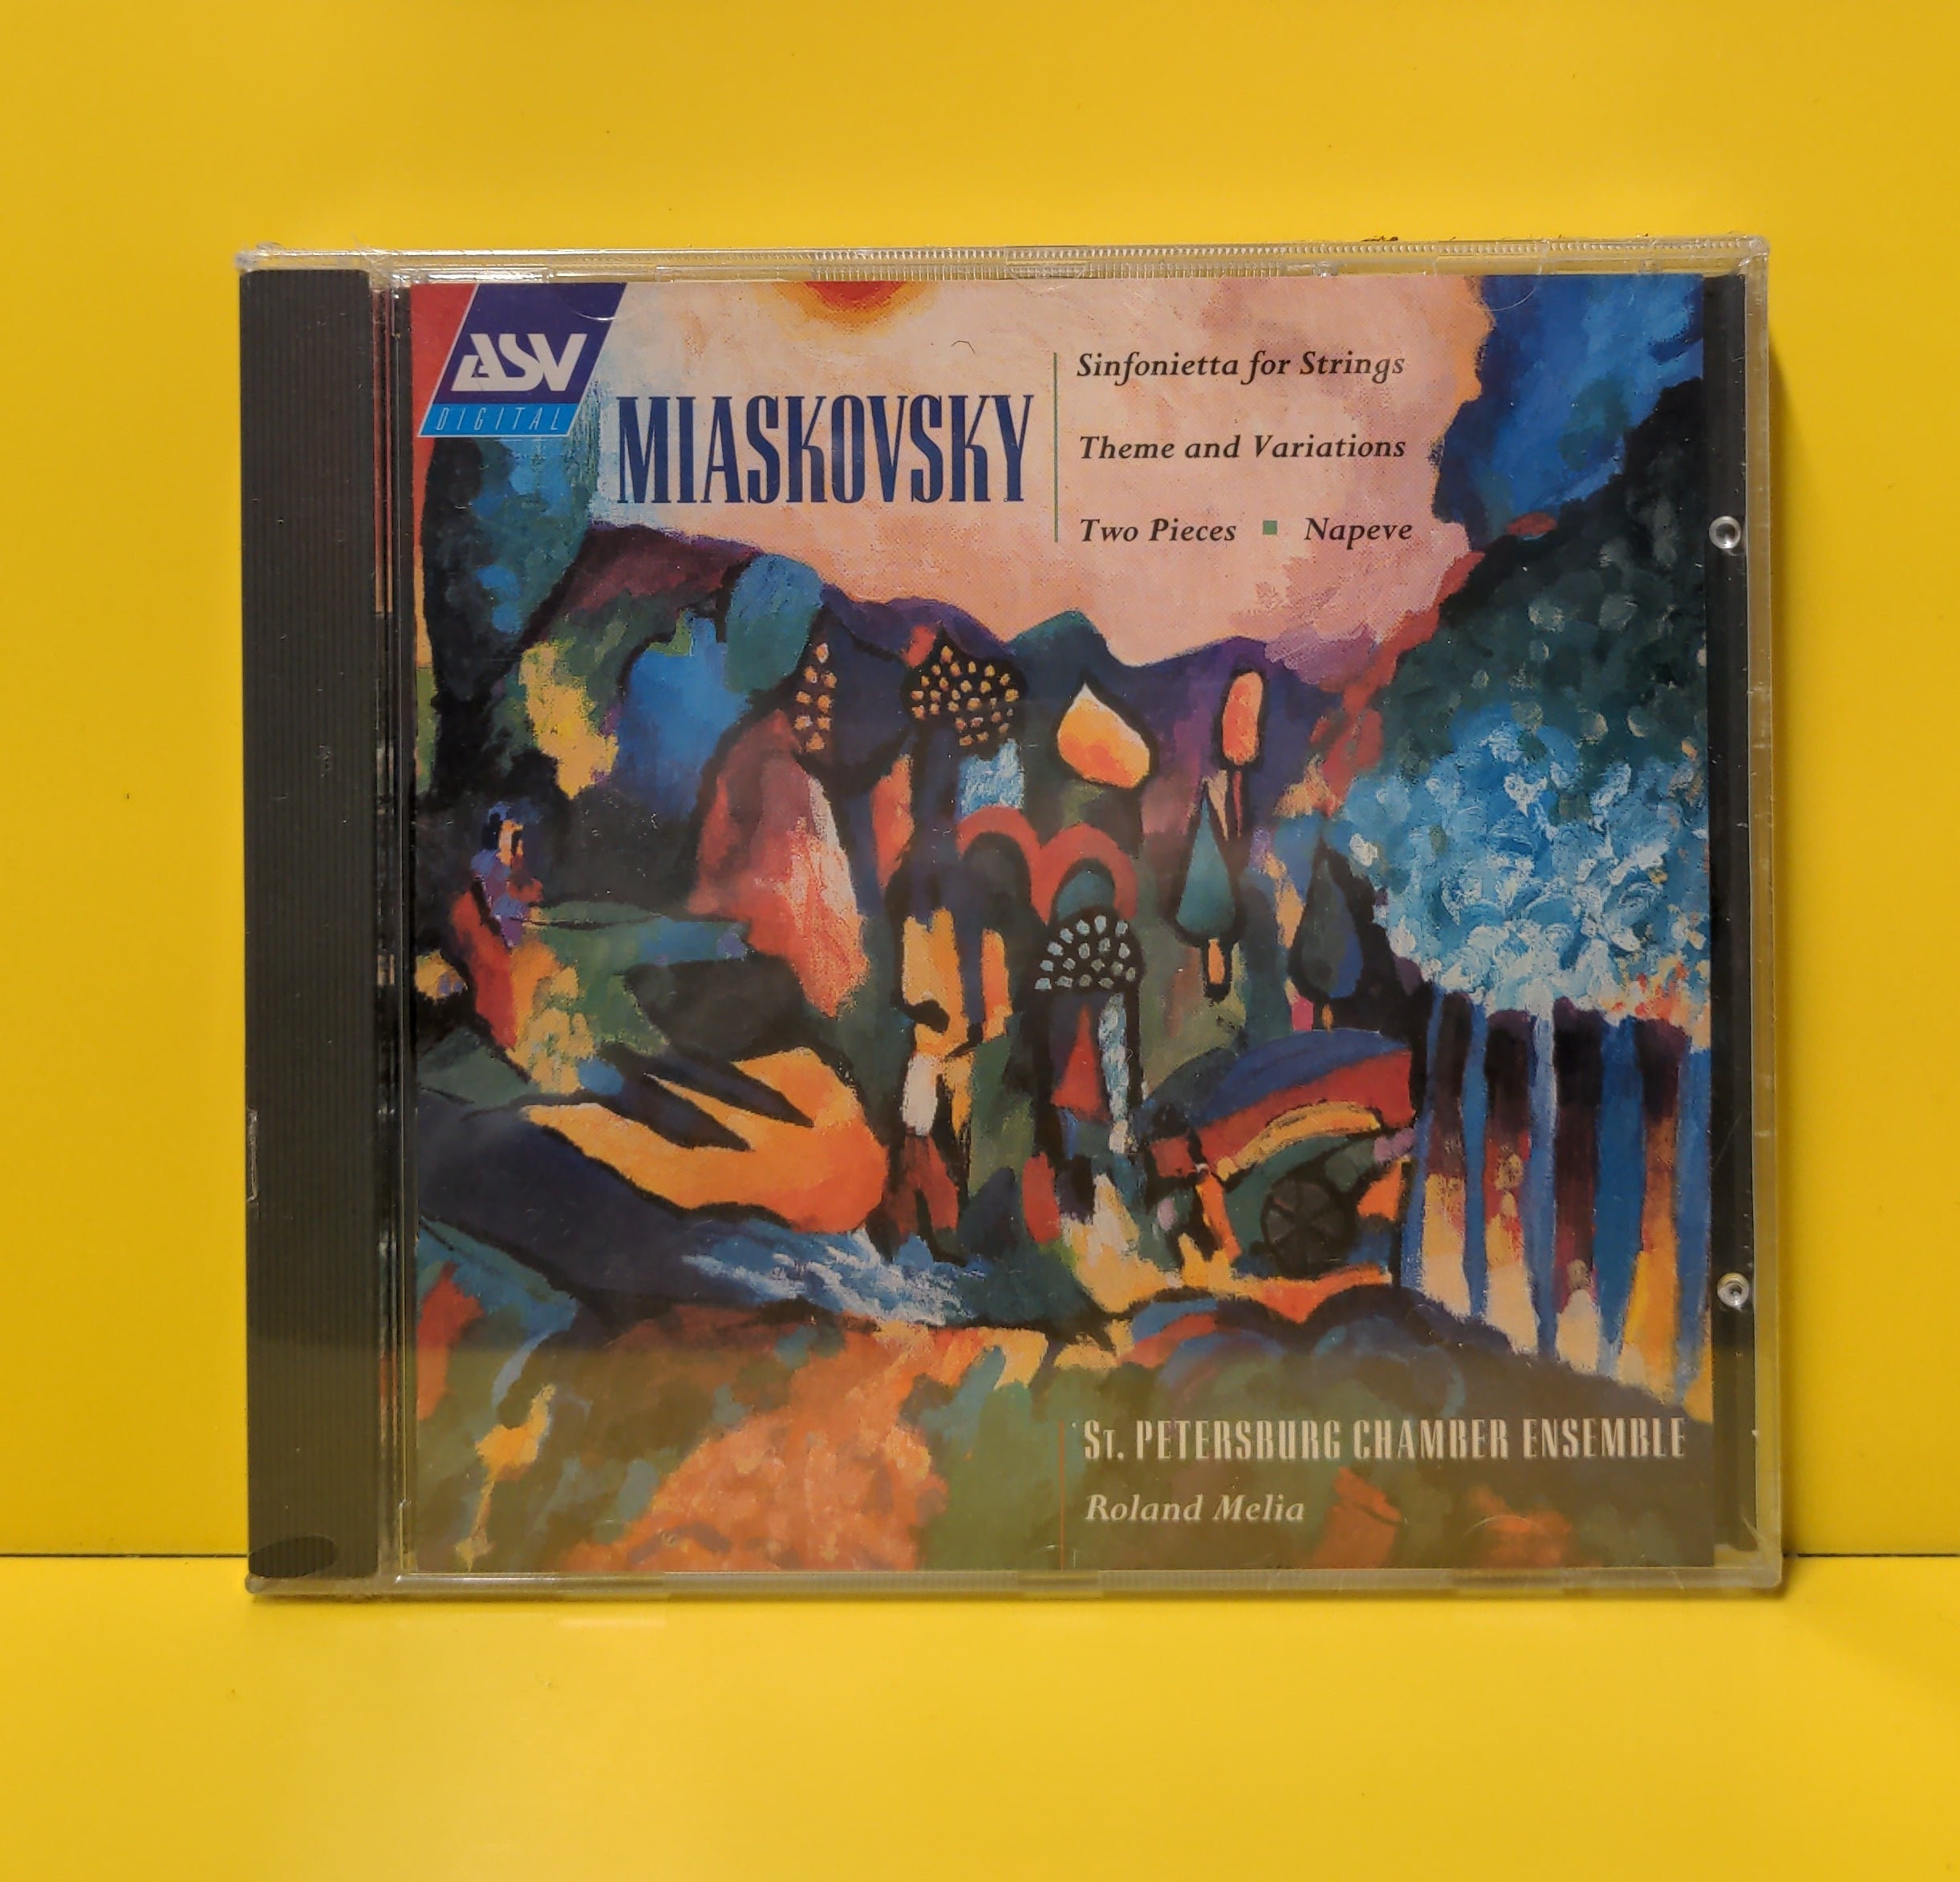 ASV
DIGITAL
MIASKOVSKY
Sinfonietta for Strings
Theme and Variations
Two Pieces ▪ Napeve
St. PETERSBURG CHAMBER ENSEMBLE
Roland Melia